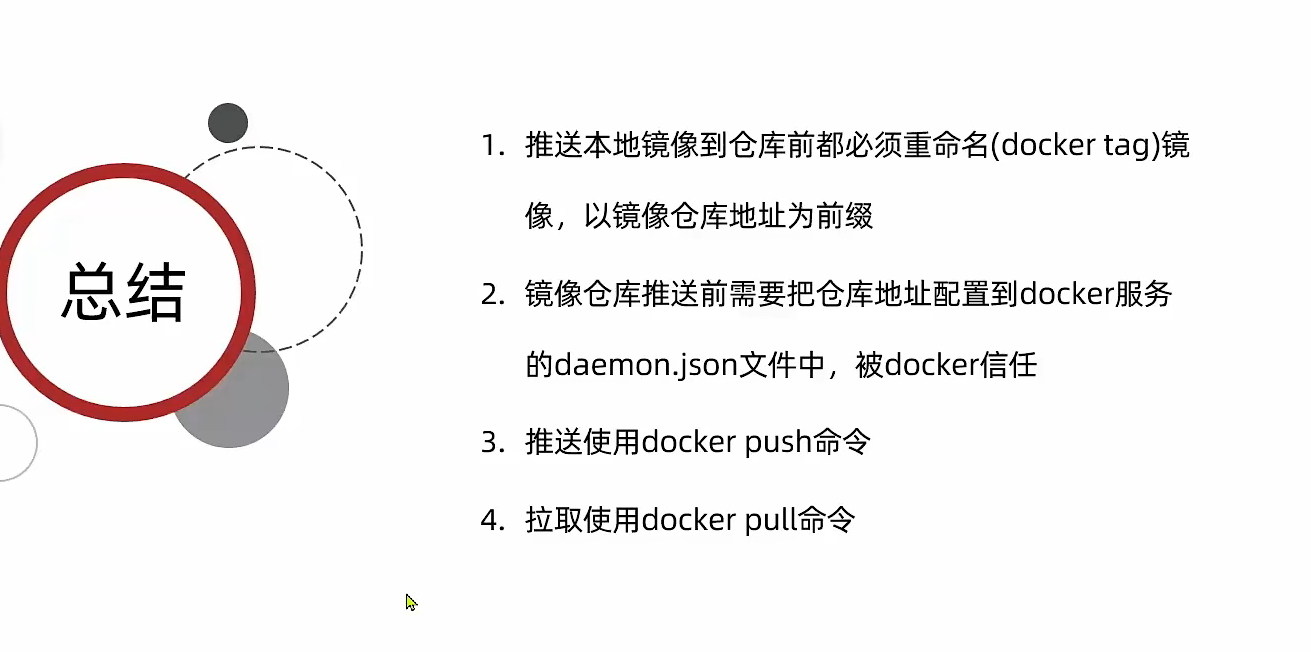 总结
1. 推送本地镜像到仓库前都必须重命名(docker tag)镜
像，以镜像仓库地址为前缀
2. 镜像仓库推送前需要把仓库地址配置到docker服务
的daemon.json文件中，被docker信任
3. 推送使用docker push命令
4. 拉取使用docker pull命令